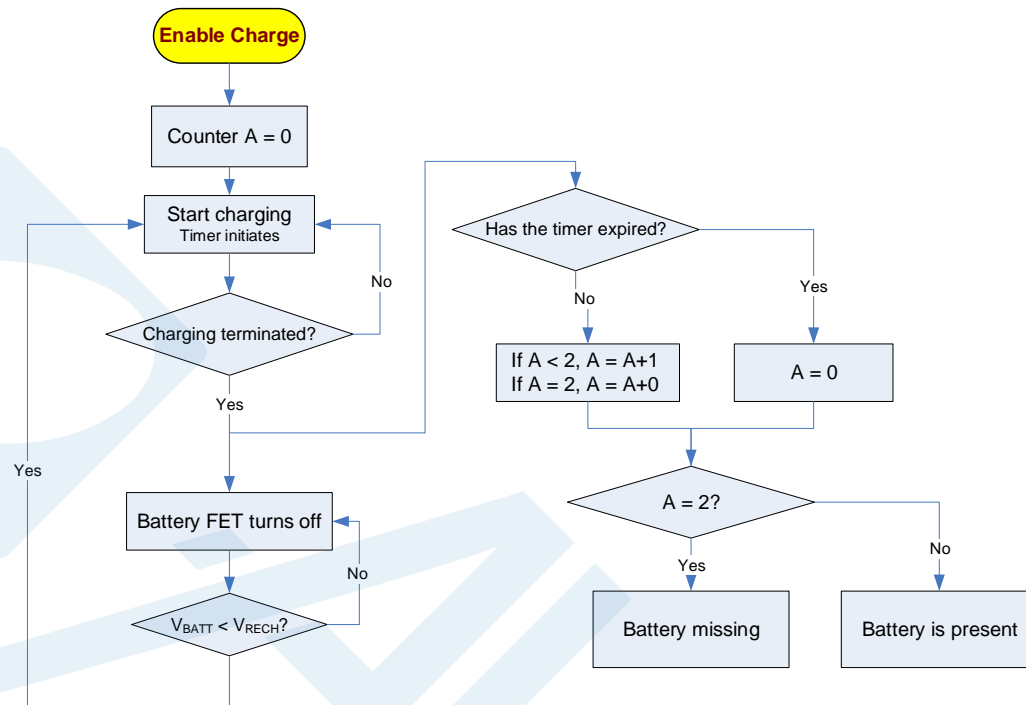 Enable Charge
Counter A = 0
Start charging
Timer initiates
No
Charging terminated?
Yes
Yes
Battery FET turns off
No
VBATT < VRECH?
Has the timer expired?
No
Yes
If A < 2, A = A+1
If A = 2, A = A+0
A = 0
A = 2?
Yes
No
Battery missing
Battery is present